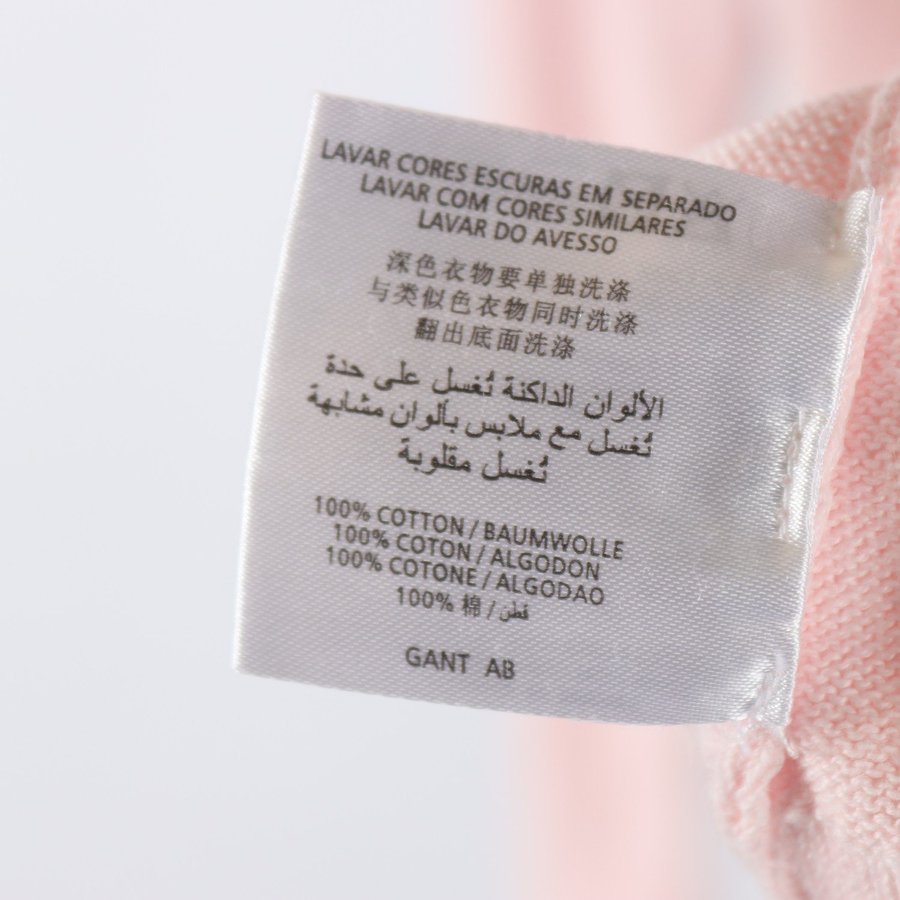 LAVAR CORES ESCURAS EM SEPARADO
LAVAR COM CORES SIMILARES
LAVAR DO AVESSO
深色衣物要单独洗涤
与类似色衣物同时洗涤
翻出底面洗涤
الألوان الداكنة تُغسل على حدة
تُغسل مع ملابس بألوان مشابهة
تُغسل مقلوبة
100% COTTON / BAUMWOLLE
100% COTON / ALGODON
100% COTONE / ALGODAO
100% 棉 / قطن
GANT AB